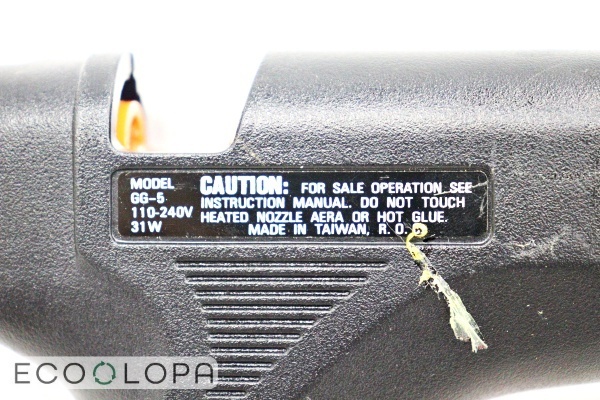 MODEL
GG-5
110-240V
31W
CAUTION: FOR SALE OPERATION SEE
INSTRUCTION MANUAL. DO NOT TOUCH
HEATED NOZZLE AERA OR HOT GLUE.
MADE IN TAIWAN, R. O.
ECOOLOPA